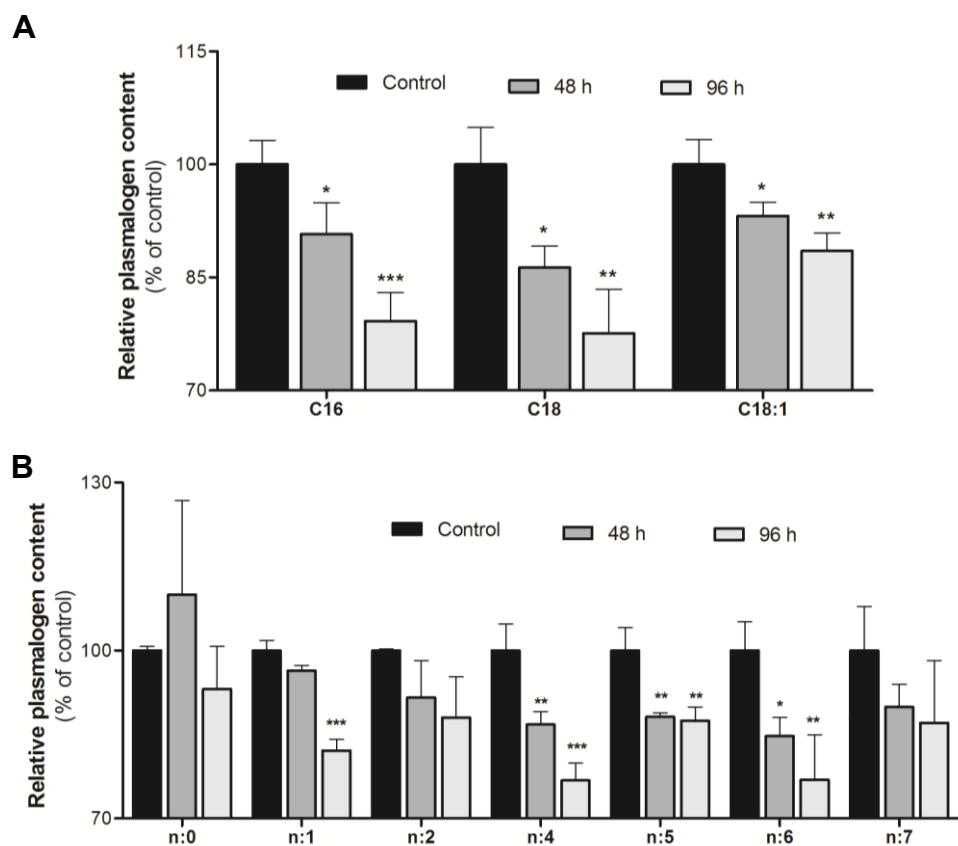 A
Relative plasmalogen content
(% of control)
115
100
85
70
Control
48 h
96 h
*
***
*
**
*
**
C16
C18
C18:1
B
Relative plasmalogen content
(% of control)
130
100
70
Control
48 h
96 h
***
**
***
**
**
*
**
n:0
n:1
n:2
n:4
n:5
n:6
n:7